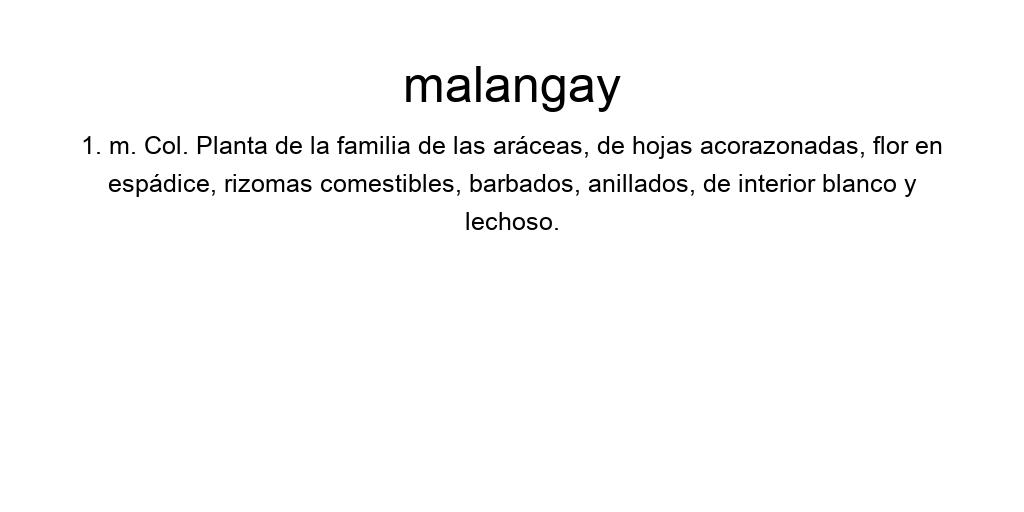 malangay
1. m. Col. Planta de la familia de las aráceas, de hojas acorazonadas, flor en
espádice, rizomas comestibles, barbados, anillados, de interior blanco y
lechoso.